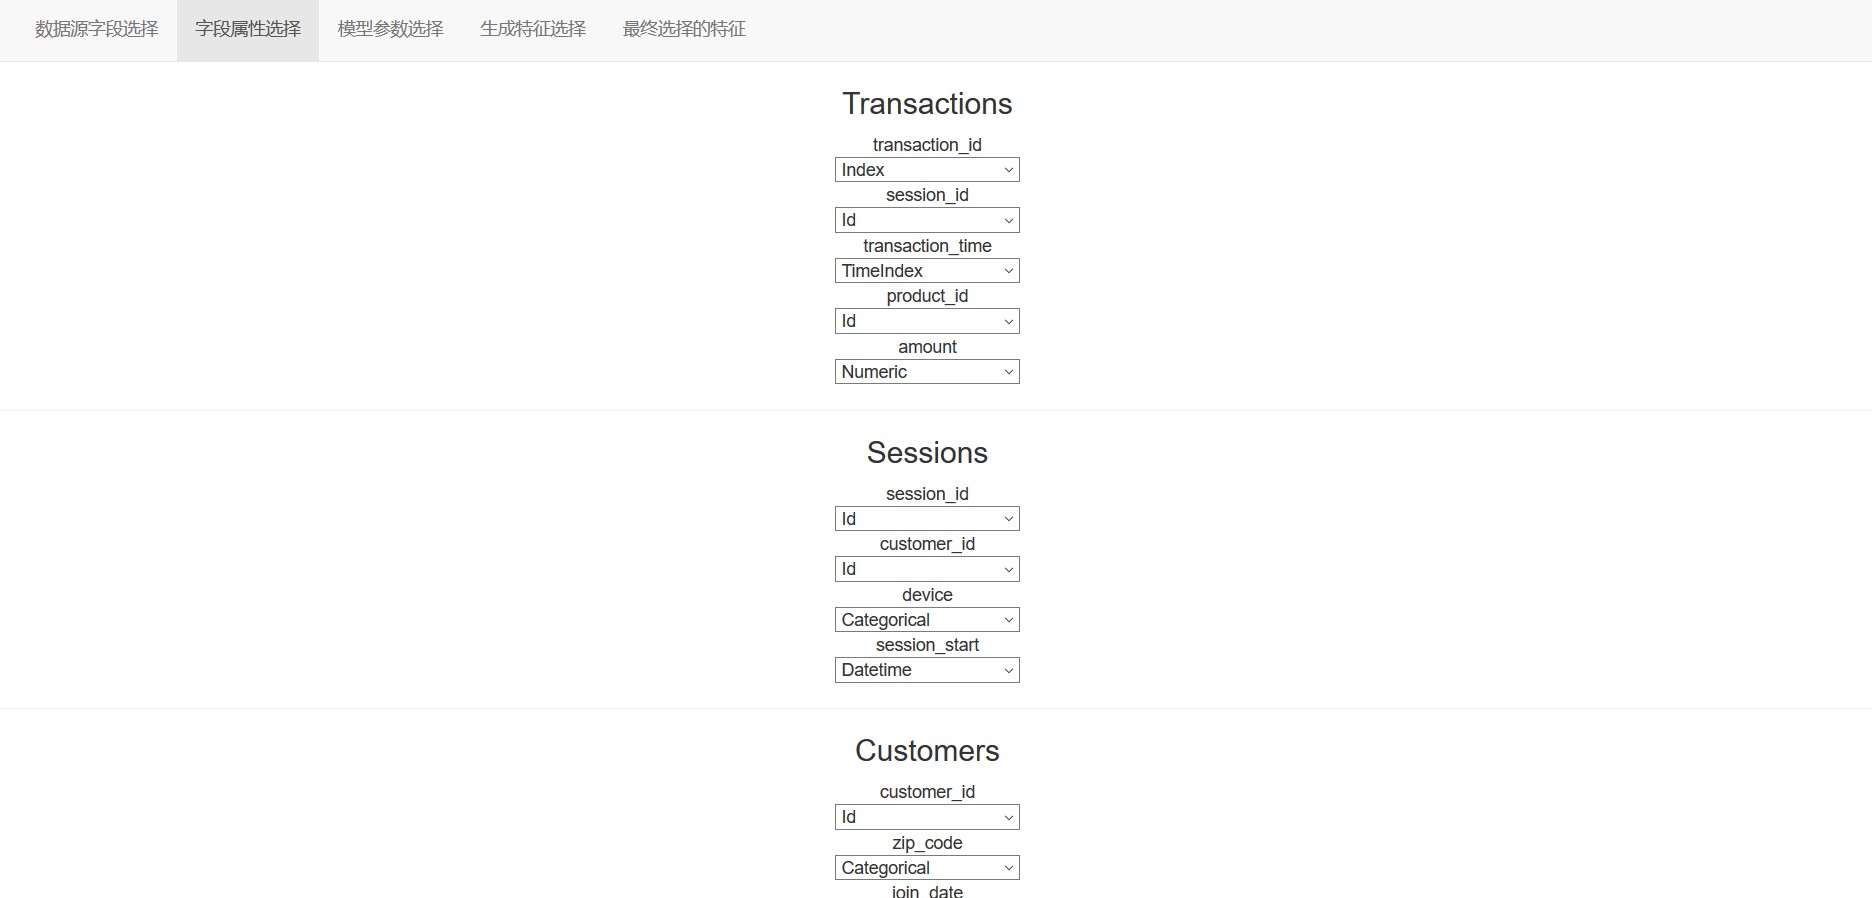 数据源字段选择 字段属性选择 模型参数选择 生成特征选择 最终选择的特征
Transactions
transaction_id
Index
session_id
Id
transaction_time
TimeIndex
product_id
Id
amount
Numeric
Sessions
session_id
Id
customer_id
Id
device
Categorical
session_start
Datetime
Customers
customer_id
Id
zip_code
Categorical
join_date